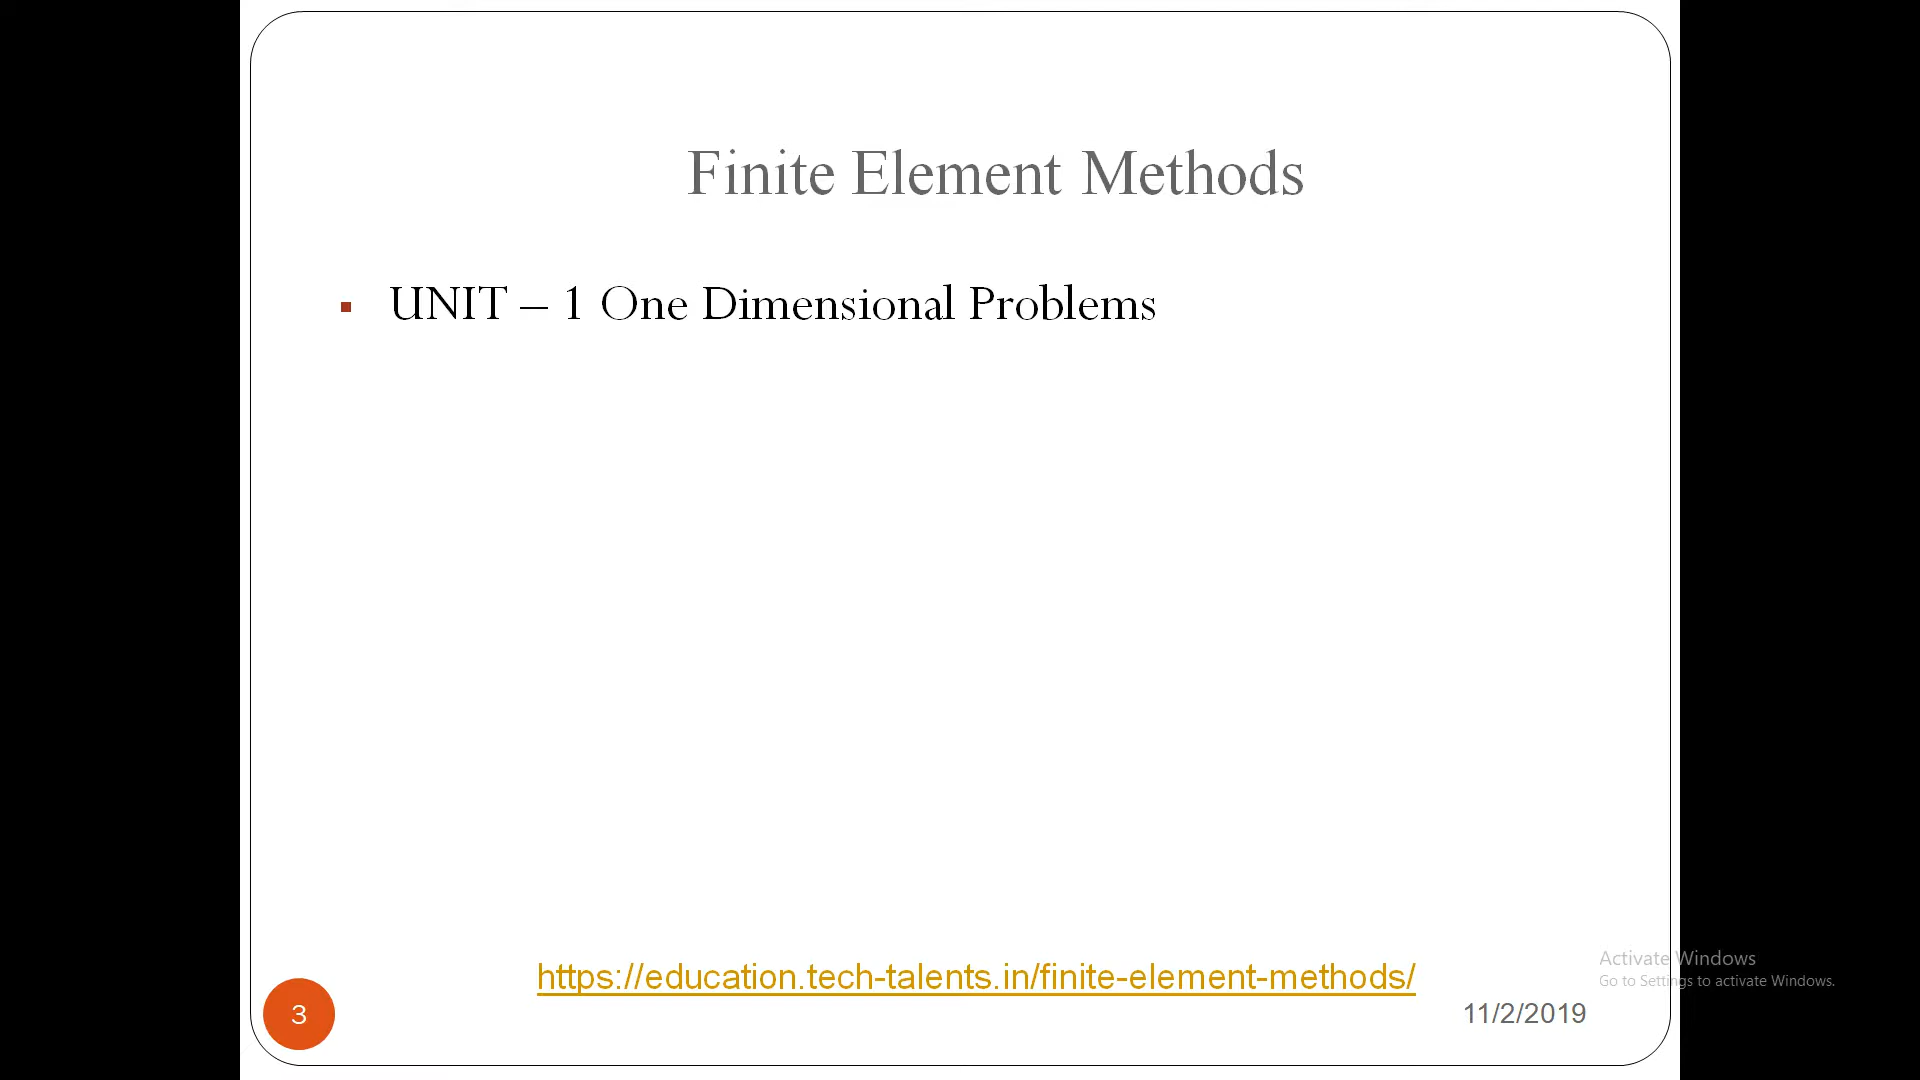 Finite Element Methods
▪ UNIT – 1 One Dimensional Problems
https://education.tech-talents.in/finite-element-methods/
Activate Windows
Go to Settings to activate Windows.
3
11/2/2019